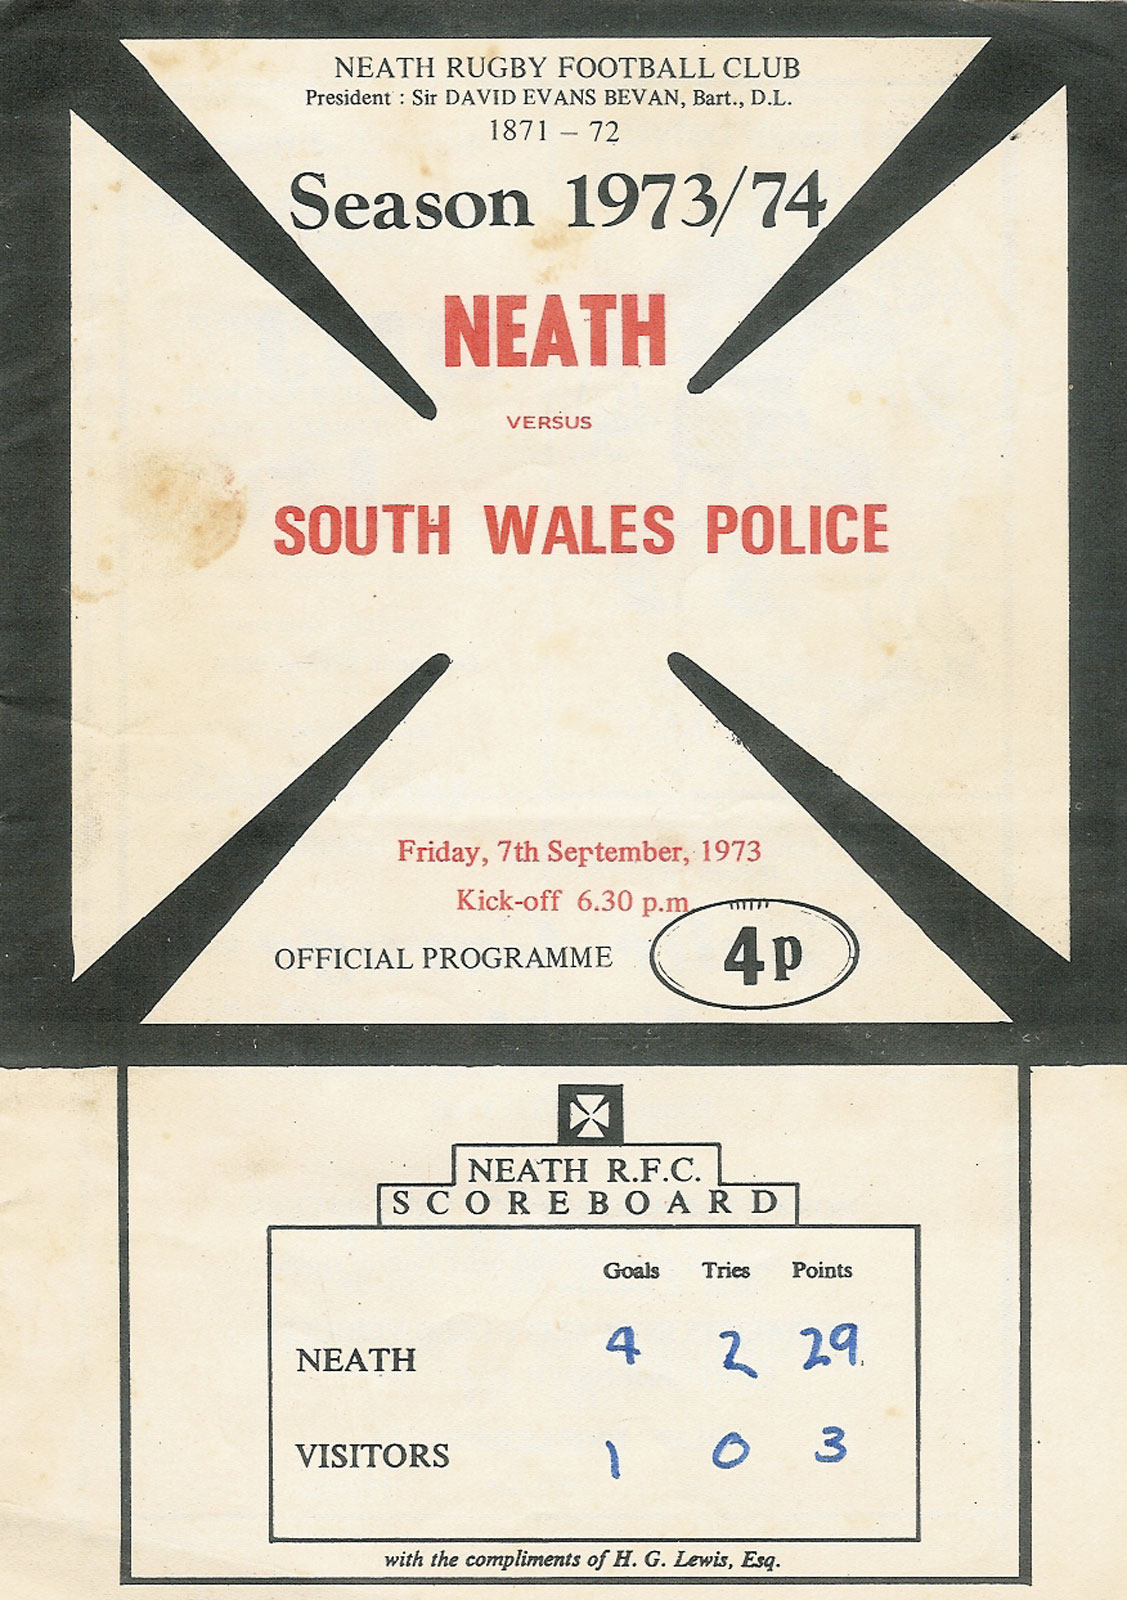 NEATH RUGBY FOOTBALL CLUB
President : Sir DAVID EVANS BEVAN, Bart., D.L.
1871 – 72
Season 1973/74
NEATH
VERSUS
SOUTH WALES POLICE
Friday, 7th September, 1973
Kick-off 6.30 p.m.
OFFICIAL PROGRAMME 4p
NEATH R.F.C.
SCOREBOARD
Goals Tries Points
NEATH 4 2 29
VISITORS 1 0 3
with the compliments of H. G. Lewis, Esq.